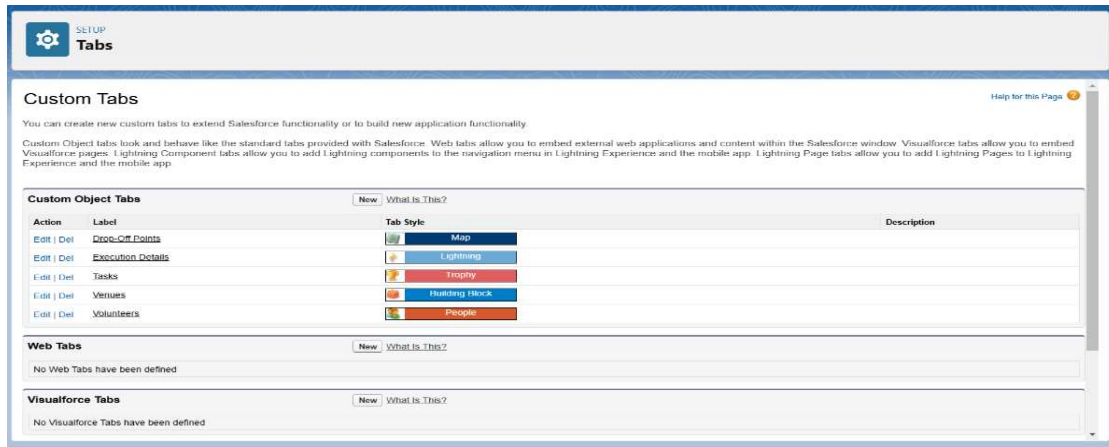 SETUP
Tabs
Custom Tabs
Help for this Page
You can create new custom tabs to extend Salesforce functionality or to build new application functionality.
Custom Object tabs look and behave like the standard tabs provided with Salesforce. Web tabs allow you to embed external web applications and content within the Salesforce window. Visualforce tabs allow you to embed
Visualforce pages. Lightning Component tabs allow you to add Lightning components to the navigation menu in Lightning Experience and the mobile app. Lightning Page tabs allow you to add Lightning Pages to Lightning
Experience and the mobile app.
Custom Object Tabs New What Is This?
Action Label Tab Style Description
Edit | Del Drop-Off Points Map
Edit | Del Execution Details Lightning
Edit | Del Tasks Trophy
Edit | Del Venues Building Block
Edit | Del Volunteers People
Web Tabs New What Is This?
No Web Tabs have been defined
Visualforce Tabs New What Is This?
No Visualforce Tabs have been defined